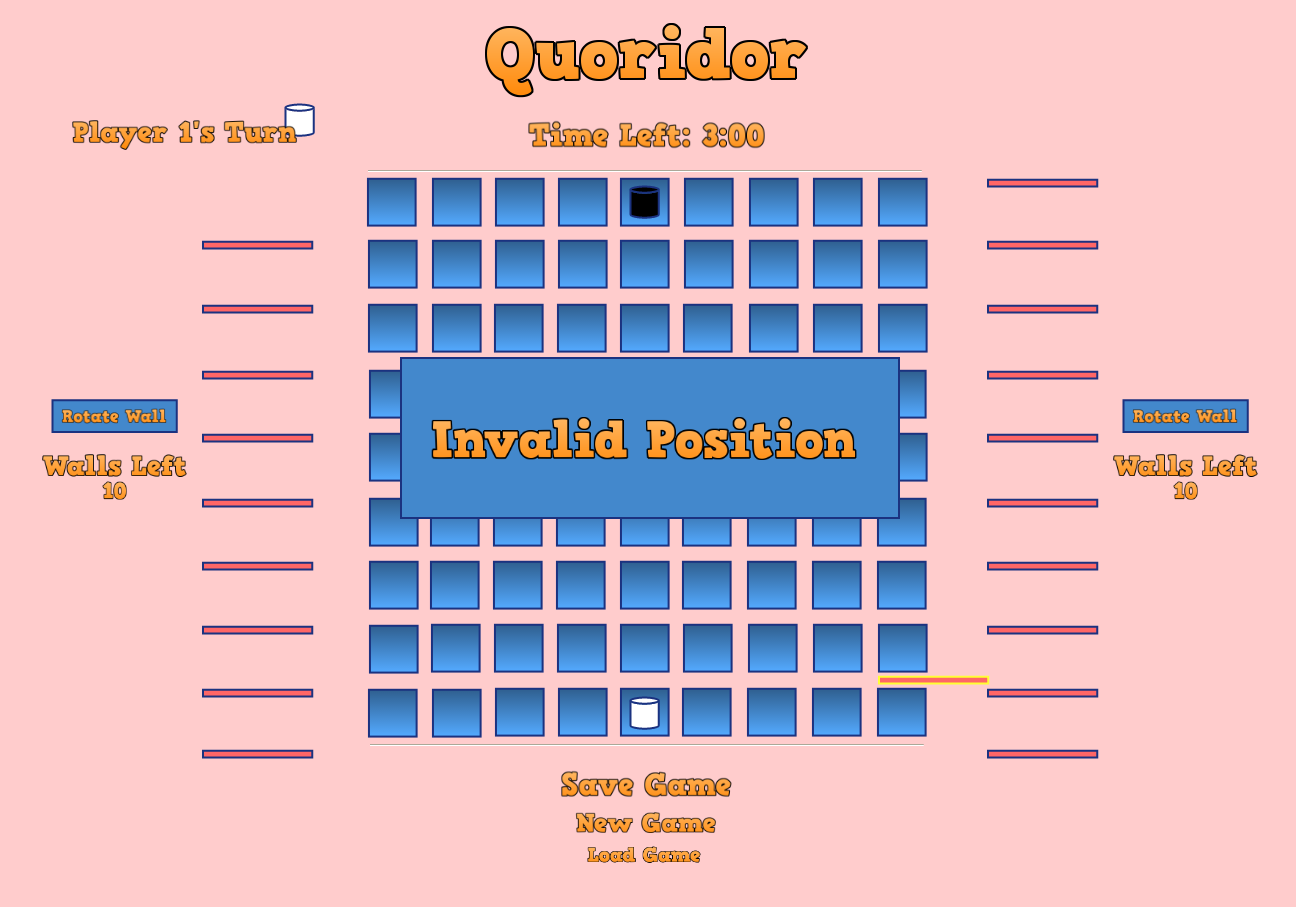 Quoridor
Player 1's Turn
Time Left: 3:00
Invalid Position
Rotate Wall
Walls Left
10
Rotate Wall
Walls Left
10
Save Game
New Game
Load Game